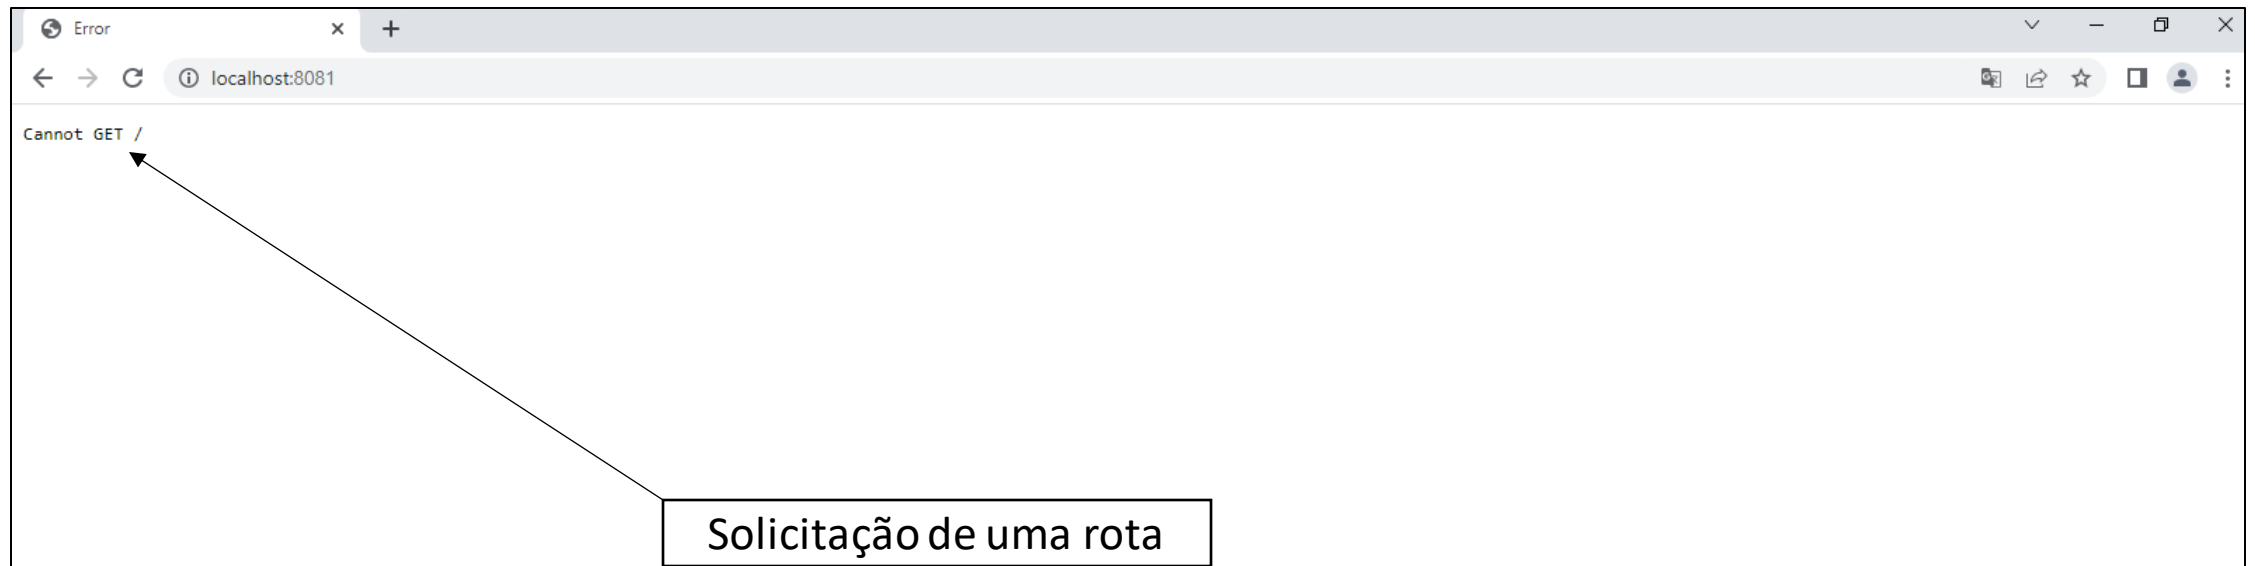 Error
localhost:8081
Cannot GET /
Solicitação de uma rota